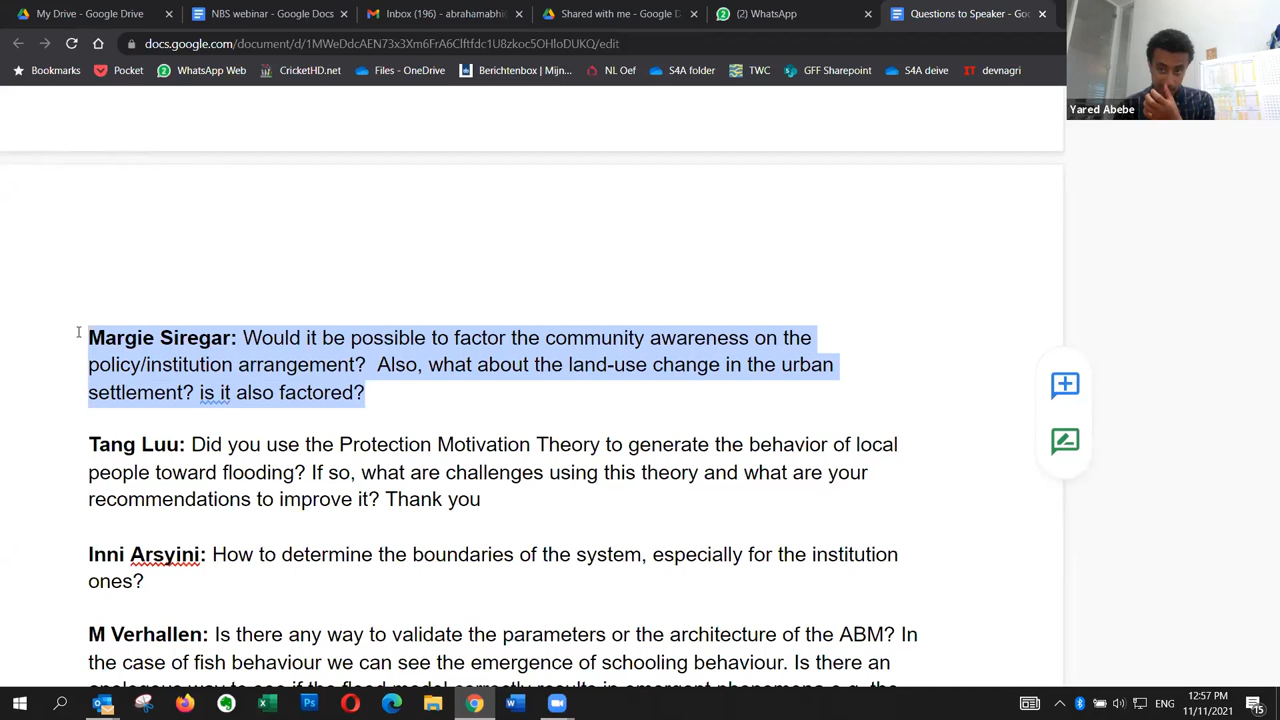 My Drive - Google Drive
NBS webinar - Google Docs
Inbox (196) - abrahamabhi
Shared with me - Google D
(2) WhatsApp
Questions to Speaker - Goo
docs.google.com/document/d/1MWeDdcAEN73x3Xm6FrA6Clftfdc1U8zkoc5OHloDUKQ/edit
Bookmarks
Pocket
WhatsApp Web
CricketHD.net
Files - OneDrive
Berichtenbox | Mijn...
NL Oef
S4A folder
TWC
GFF Sharepoint
S4A deive
devnagri
Yared Abebe
Margie Siregar: Would it be possible to factor the community awareness on the
policy/institution arrangement? Also, what about the land-use change in the urban
settlement? is it also factored?
Tang Luu: Did you use the Protection Motivation Theory to generate the behavior of local
people toward flooding? If so, what are challenges using this theory and what are your
recommendations to improve it? Thank you
Inni Arsyini: How to determine the boundaries of the system, especially for the institution
ones?
M Verhallen: Is there any way to validate the parameters or the architecture of the ABM? In
the case of fish behaviour we can see the emergence of schooling behaviour. Is there an
ENG
12:57 PM
11/11/2021
15